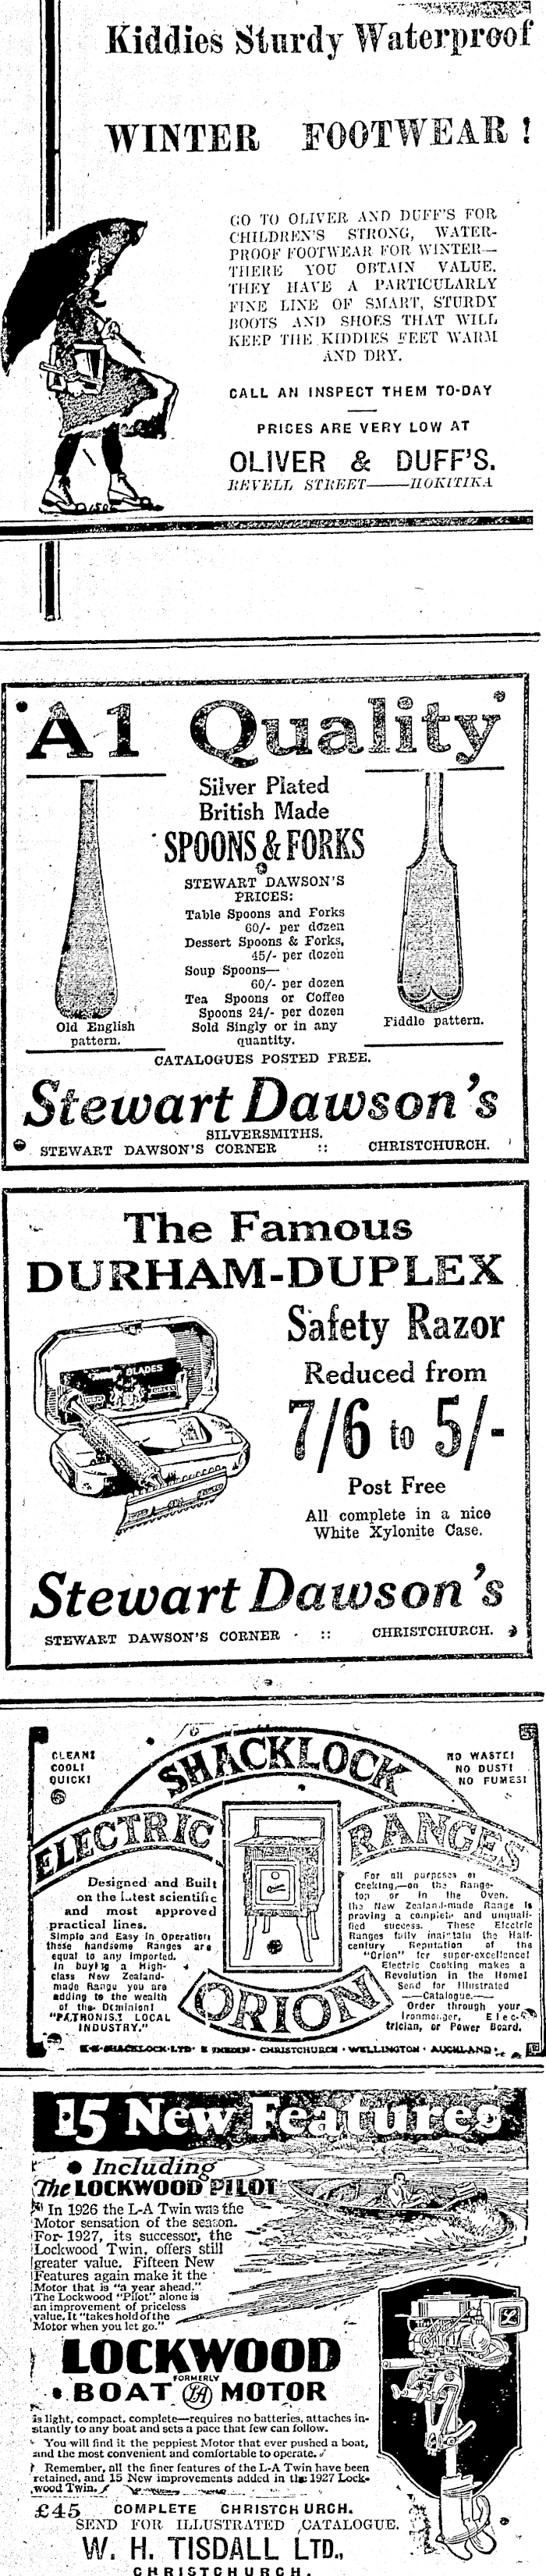 Kiddies Sturdy Waterproof
WINTER FOOTWEAR !
GO TO OLIVER AND DUFF'S FOR
CHILDREN'S STRONG, WATER-
PROOF FOOTWEAR FOR WINTER—
THERE YOU OBTAIN VALUE.
THEY HAVE A PARTICULARLY
FINE LINE OF SMART, STURDY
BOOTS AND SHOES THAT WILL
KEEP THE KIDDIES FEET WARM
AND DRY.
CALL AN INSPECT THEM TO-DAY
PRICES ARE VERY LOW AT
OLIVER & DUFF'S.
REVELL STREET——HOKITIKA
A1 Quality
Silver Plated
British Made
SPOONS & FORKS
STEWART DAWSON'S
PRICES:
Table Spoons and Forks
60/- per dozen
Dessert Spoons & Forks,
45/- per dozen
Soup Spoons—
60/- per dozen
Tea Spoons or Coffee
Spoons 24/- per dozen
Sold Singly or in any
quantity.
Old English
pattern.
Fiddle pattern.
CATALOGUES POSTED FREE.
Stewart Dawson's
SILVERSMITHS.
STEWART DAWSON'S CORNER :: CHRISTCHURCH.
The Famous
DURHAM-DUPLEX
Safety Razor
Reduced from
7/6 to 5/-
Post Free
All complete in a nice
White Xylonite Case.
BLADES
Stewart Dawson's
STEWART DAWSON'S CORNER - :: CHRISTCHURCH.
CLEAN!
COOL!
QUICK!
SHACKLOCK
NO WASTE!
NO DUST!
NO FUMES!
ELECTRIC RANGES
Designed and Built
on the latest scientific
and most approved
practical lines.
Simple and Easy in Operation
these handsome Ranges are
equal to any imported.
In buying a High-
class New Zealand-
made Range you are
adding to the wealth
of the Dominion!
"PATRONISE LOCAL
INDUSTRY."
For all purposes of
Cooking,—on the Range-
top or in the Oven,
the New Zealand-made Range is
proving a complete and unquali-
fied success. These Electric
Ranges fully maintain the Half-
century Reputation of the
"Orion" for super-excellence!
Electric Cooking makes a
Revolution in the Home!
Send for Illustrated
——Catalogue.——
Order through your
Ironmonger, Elec-
trician, or Power Board.
ORION
SHACKLOCK LTD · DUNEDIN · CHRISTCHURCH · WELLINGTON · AUCKLAND
15 New Features
Including
The LOCKWOOD PILOT
In 1926 the L-A Twin was the
Motor sensation of the season.
For 1927, its successor, the
Lockwood Twin, offers still
greater value. Fifteen New
Features again make it the
Motor that is "a year ahead."
The Lockwood "Pilot" alone is
an improvement of priceless
value. It "takes hold of the
Motor when you let go."
LOCKWOOD
FORMERLY
BOAT LA MOTOR
is light, compact, complete—requires no batteries, attaches in-
stantly to any boat and sets a pace that few can follow.
You will find it the peppiest Motor that ever pushed a boat,
and the most convenient and comfortable to operate.
Remember, all the finer features of the L-A Twin have been
retained, and 15 New improvements added in the 1927 Lock-
wood Twin.
£45 COMPLETE CHRISTCHURCH.
SEND FOR ILLUSTRATED CATALOGUE.
W. H. TISDALL LTD.,
CHRISTCHURCH.